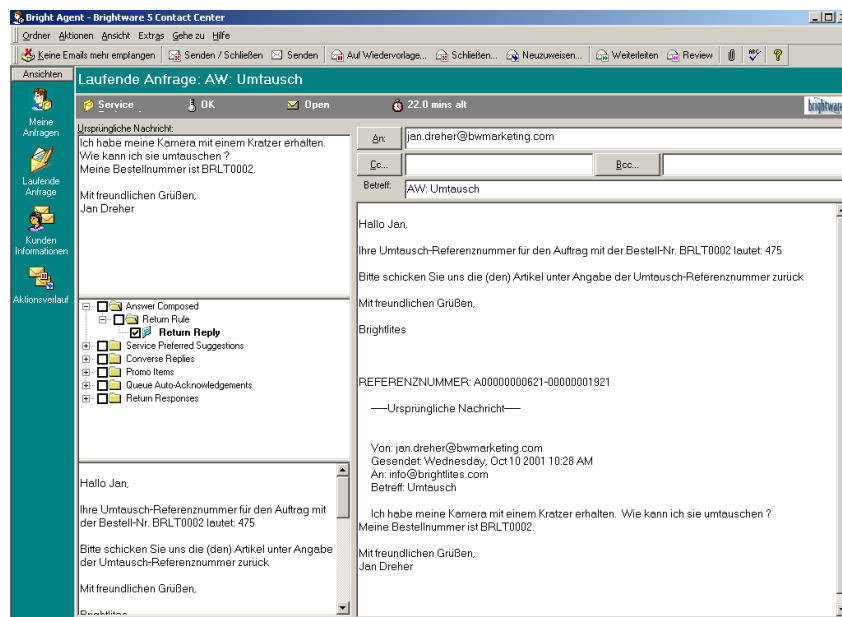 Bright Agent - Brightware 5 Contact Center
Ordner Aktionen Ansicht Extras Gehe zu Hilfe
Keine Emails mehr empfangen Senden / Schließen Senden Auf Wiedervorlage... Schließen... Neuzuweisen... Weiterleiten Review
Ansichten
Laufende Anfrage: AW: Umtausch
Service OK Open 22.0 mins alt brightware
Meine
Anfragen
Laufende
Anfrage
Kunden
Informationen
Aktionsverlauf
Ursprüngliche Nachricht:
Ich habe meine Kamera mit einem Kratzer erhalten.
Wie kann ich sie umtauschen ?
Meine Bestellnummer ist BRLT0002.
Mit freundlichen Grüßen,
Jan Dreher
Answer Composed
Return Rule
Return Reply
Service Preferred Suggestions
Converse Replies
Promo Items
Queue Auto-Acknowledgements
Return Responses
Hallo Jan,
Ihre Umtausch-Referenznummer für den Auftrag mit
der Bestell-Nr. BRLT0002 lautet: 475
Bitte schicken Sie uns die (den) Artikel unter Angabe
der Umtausch-Referenznummer zurück
Mit freundlichen Grüßen,
Brightlites
An: jan.dreher@bwmarketing.com
Cc... Bcc...
Betreff: AW: Umtausch
Hallo Jan,
Ihre Umtausch-Referenznummer für den Auftrag mit der Bestell-Nr. BRLT0002 lautet: 475
Bitte schicken Sie uns die (den) Artikel unter Angabe der Umtausch-Referenznummer zurück
Mit freundlichen Grüßen,
Brightlites
REFERENZNUMMER: A00000000621-00000001921
-----Ursprüngliche Nachricht-----
Von: jan.dreher@bwmarketing.com
Gesendet: Wednesday, Oct 10 2001 10:28 AM
An: info@brightlites.com
Betreff: Umtausch
Ich habe meine Kamera mit einem Kratzer erhalten. Wie kann ich sie umtauschen ?
Meine Bestellnummer ist BRLT0002.
Mit freundlichen Grüßen,
Jan Dreher